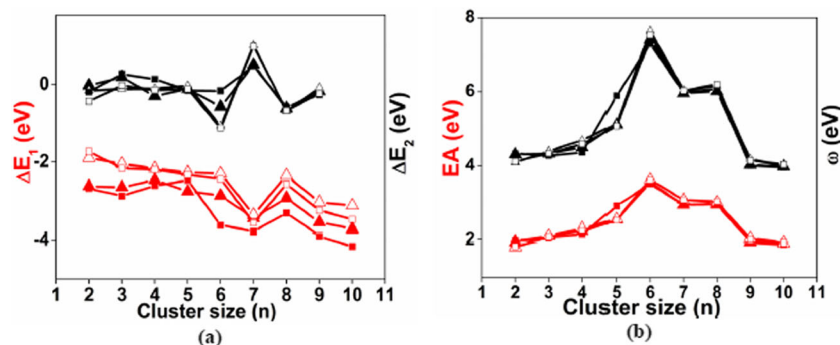 0
-2
-4
ΔE₁ (eV)
ΔE₂ (eV)
1 2 3 4 5 6 7 8 9 10 11
Cluster size (n)
(a)
8
6
4
2
EA (eV)
ω (eV)
1 2 3 4 5 6 7 8 9 10 11
Cluster size (n)
(b)